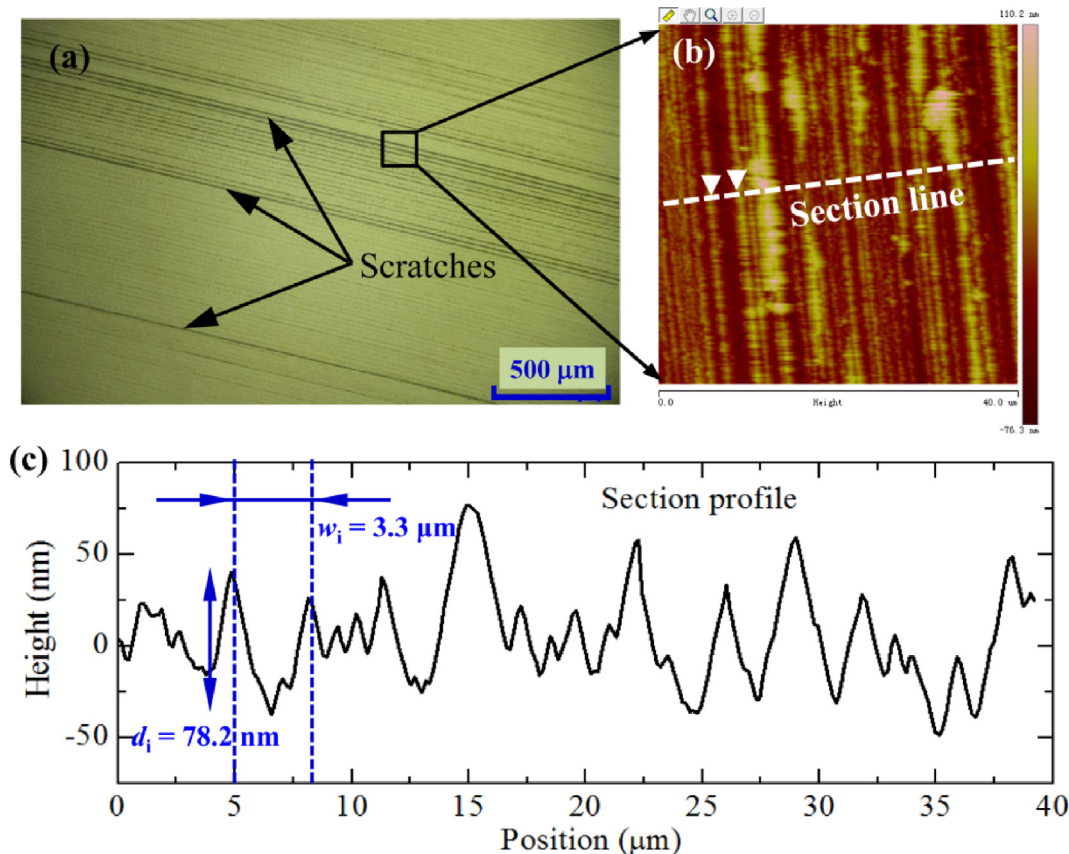 (a)
Scratches
500 μm
110.2 nm
(b)
Section line
0.0 Height 40.0 um
-76.3 nm
(c)
100
50
0
-50
Height (nm)
Section profile
wi = 3.3 μm
di = 78.2 nm
0 5 10 15 20 25 30 35 40
Position (μm)